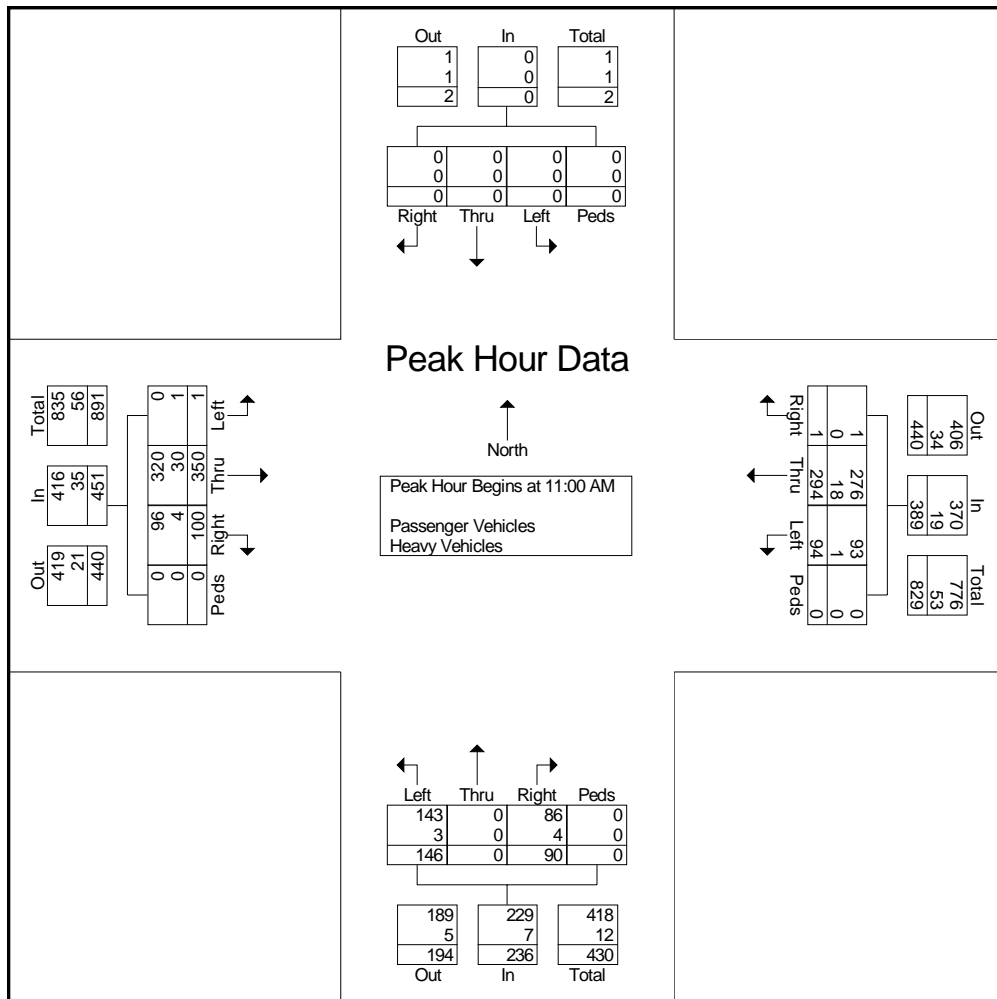 Out In Total
1 0 1
1 0 1
2 0 2
0 0 0 0
0 0 0 0
0 0 0 0
Right Thru Left Peds
Peak Hour Data
North
Peak Hour Begins at 11:00 AM
Passenger Vehicles
Heavy Vehicles
Total In Out
835 416 419
56 35 21
891 451 440
0 320 96 0
1 30 4 0
1 350 100 0
Left Thru Right Peds
Out In Total
406 370 776
34 19 53
440 389 829
1 276 93 0
0 18 1 0
1 294 94 0
Right Thru Left Peds
Left Thru Right Peds
143 0 86 0
3 0 4 0
146 0 90 0
189 229 418
5 7 12
194 236 430
Out In Total